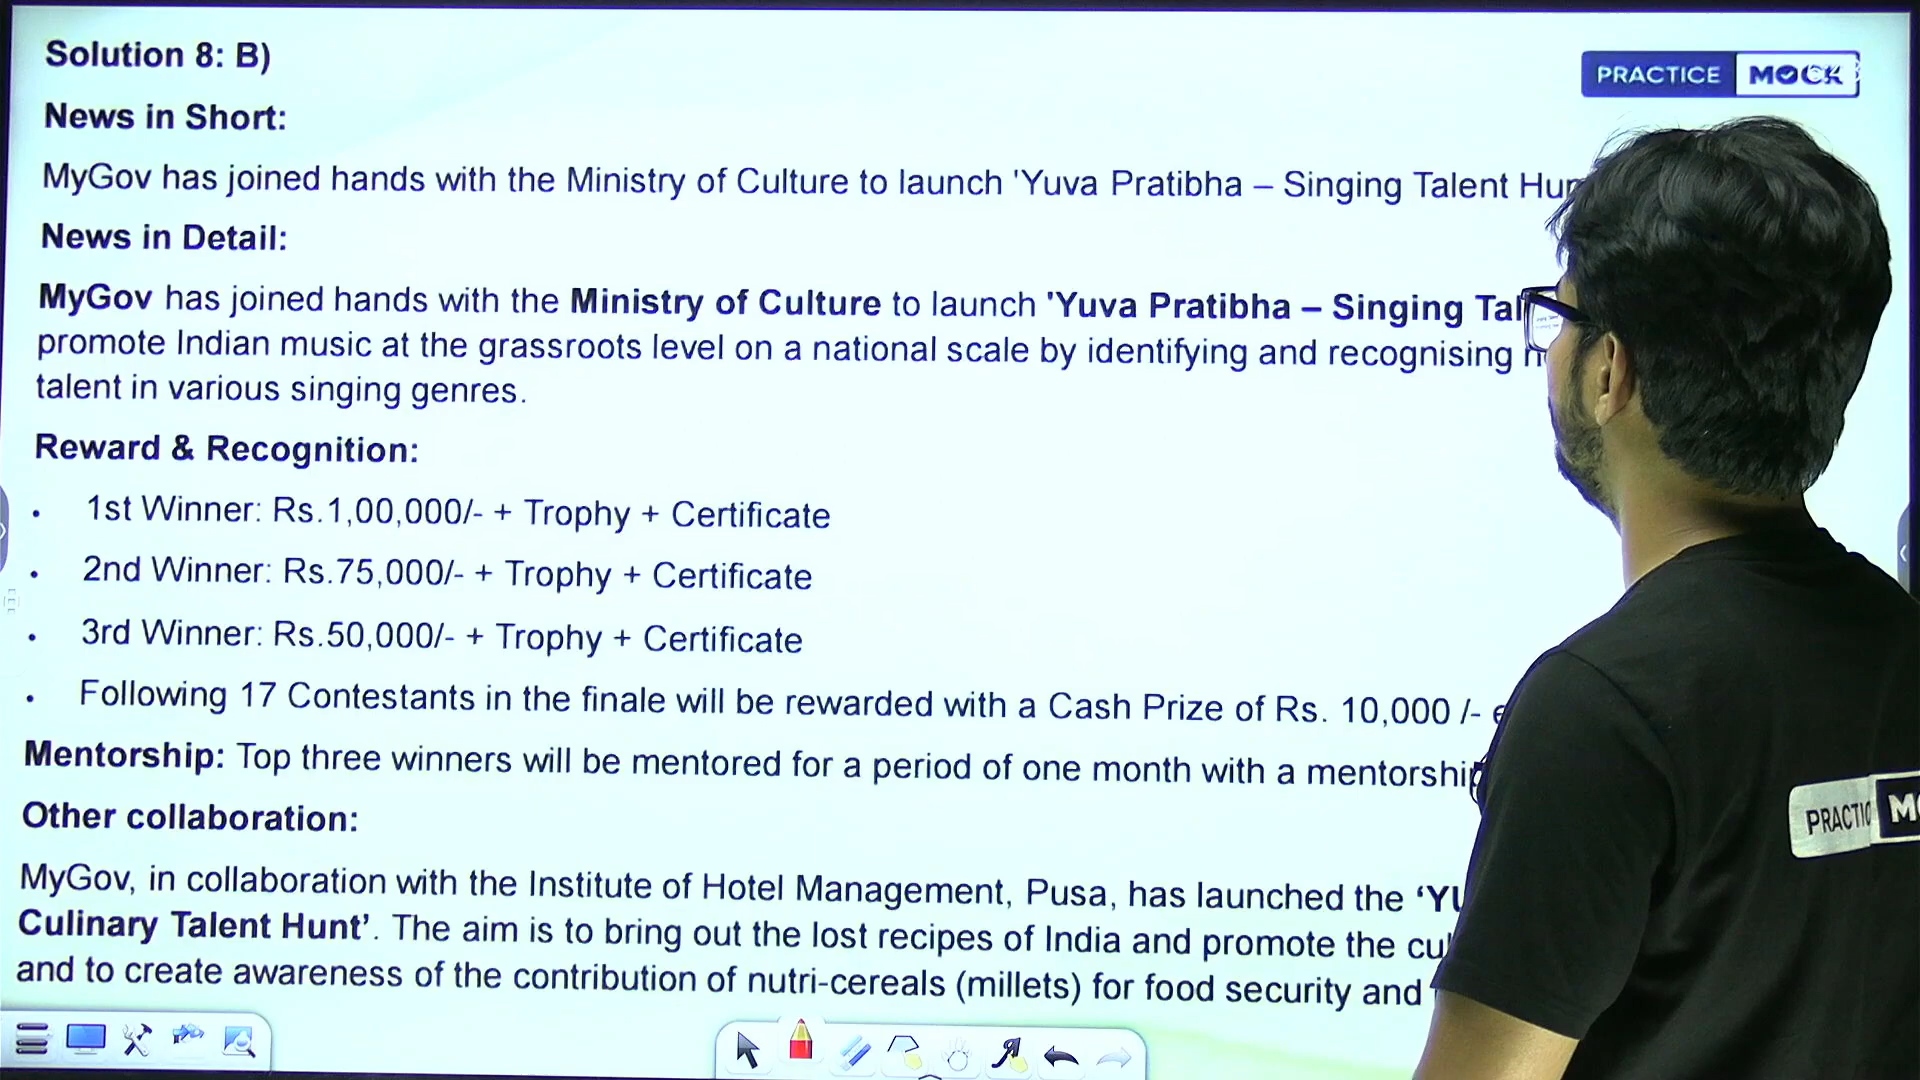 Solution 8: B)
PRACTICE MOCK
News in Short:
MyGov has joined hands with the Ministry of Culture to launch 'Yuva Pratibha – Singing Talent
News in Detail:
MyGov has joined hands with the Ministry of Culture to launch 'Yuva Pratibha – Singing
promote Indian music at the grassroots level on a national scale by identifying and recognising
talent in various singing genres.
Reward & Recognition:
• 1st Winner: Rs.1,00,000/- + Trophy + Certificate
• 2nd Winner: Rs.75,000/- + Trophy + Certificate
• 3rd Winner: Rs.50,000/- + Trophy + Certificate
• Following 17 Contestants in the finale will be rewarded with a Cash Prize of Rs. 10,000 /-
Mentorship: Top three winners will be mentored for a period of one month with a mentorship
Other collaboration:
MyGov, in collaboration with the Institute of Hotel Management, Pusa, has launched the
Culinary Talent Hunt’. The aim is to bring out the lost recipes of India and promote the
and to create awareness of the contribution of nutri-cereals (millets) for food security and